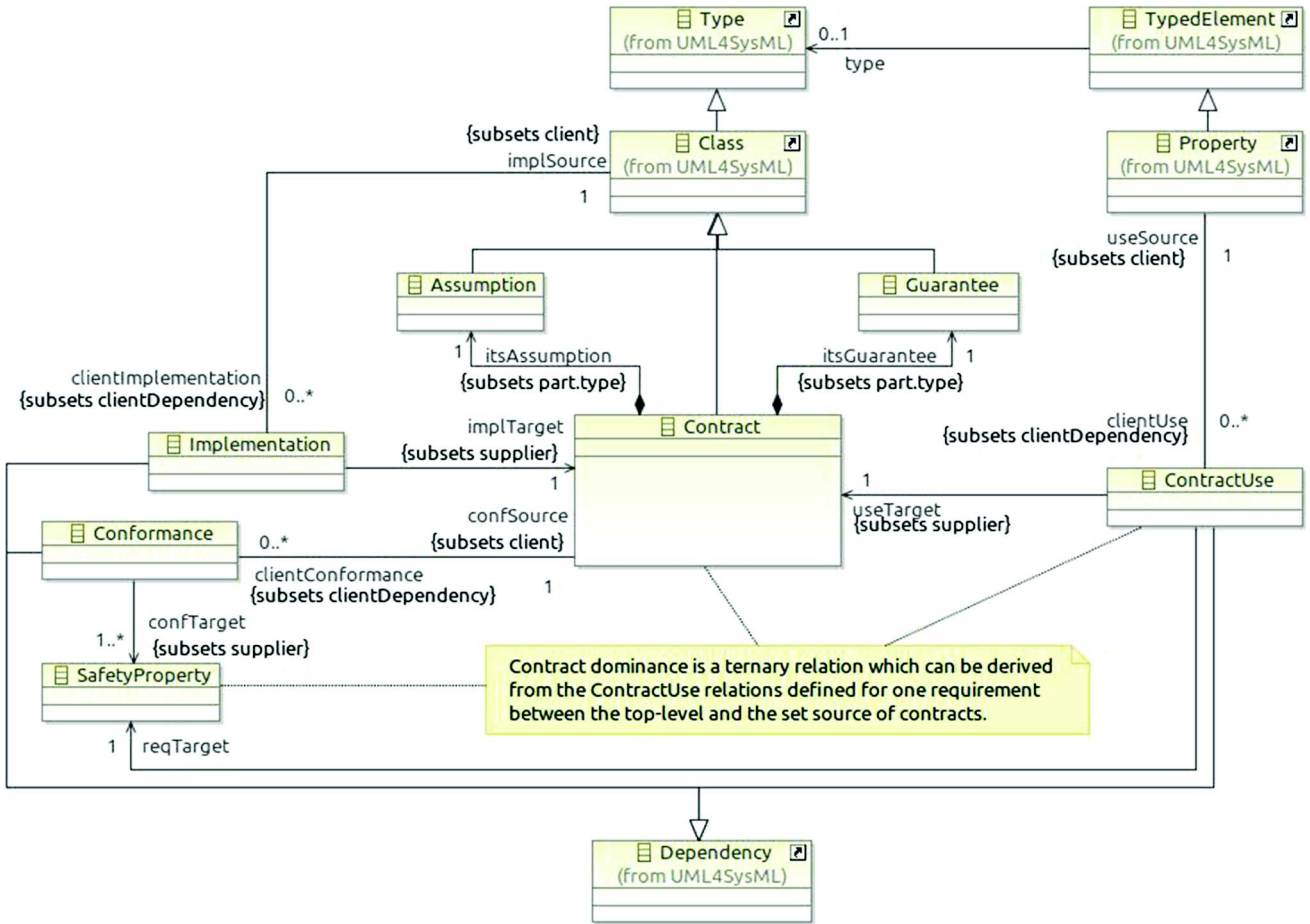 Type
(from UML4SysML)
0..1
type
TypedElement
(from UML4SysML)
{subsets client}
implSource
1
Class
(from UML4SysML)
Property
(from UML4SysML)
useSource
{subsets client}
1
Assumption
Guarantee
1
itsAssumption
{subsets part.type}
itsGuarantee
1
{subsets part.type}
clientImplementation
{subsets clientDependency}
0..*
clientUse
0..*
{subsets clientDependency}
Implementation
implTarget
{subsets supplier}
1
Contract
1
useTarget
{subsets supplier}
ContractUse
Conformance
0..*
confSource
{subsets client}
clientConformance
1
{subsets clientDependency}
confTarget
1..*
{subsets supplier}
SafetyProperty
Contract dominance is a ternary relation which can be derived
from the ContractUse relations defined for one requirement
between the top-level and the set source of contracts.
1
reqTarget
Dependency
(from UML4SysML)